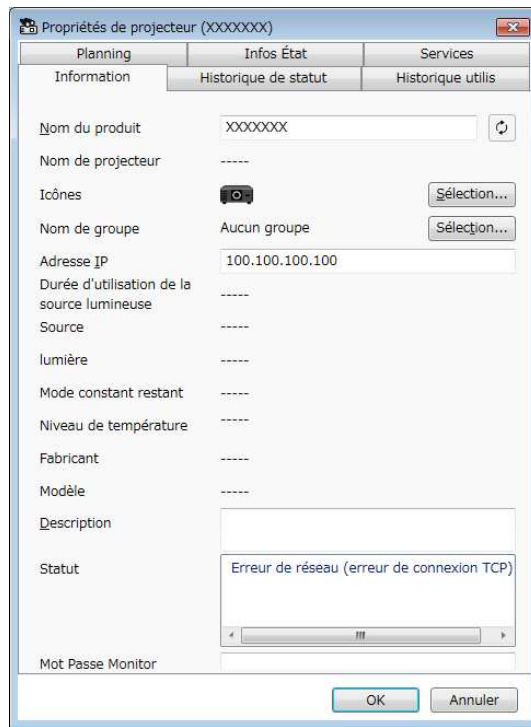 Propriétés de projecteur (XXXXXXX)
Planning Infos État Services
Information Historique de statut Historique utilis
Nom du produit XXXXXXX
Nom de projecteur -----
Icônes Sélection...
Nom de groupe Aucun groupe Sélection...
Adresse IP 100.100.100.100
Durée d'utilisation de la
source lumineuse -----
Source -----
lumière -----
Mode constant restant -----
Niveau de température -----
Fabricant -----
Modèle -----
Description
Statut Erreur de réseau (erreur de connexion TCP)
Mot Passe Monitor
OK Annuler